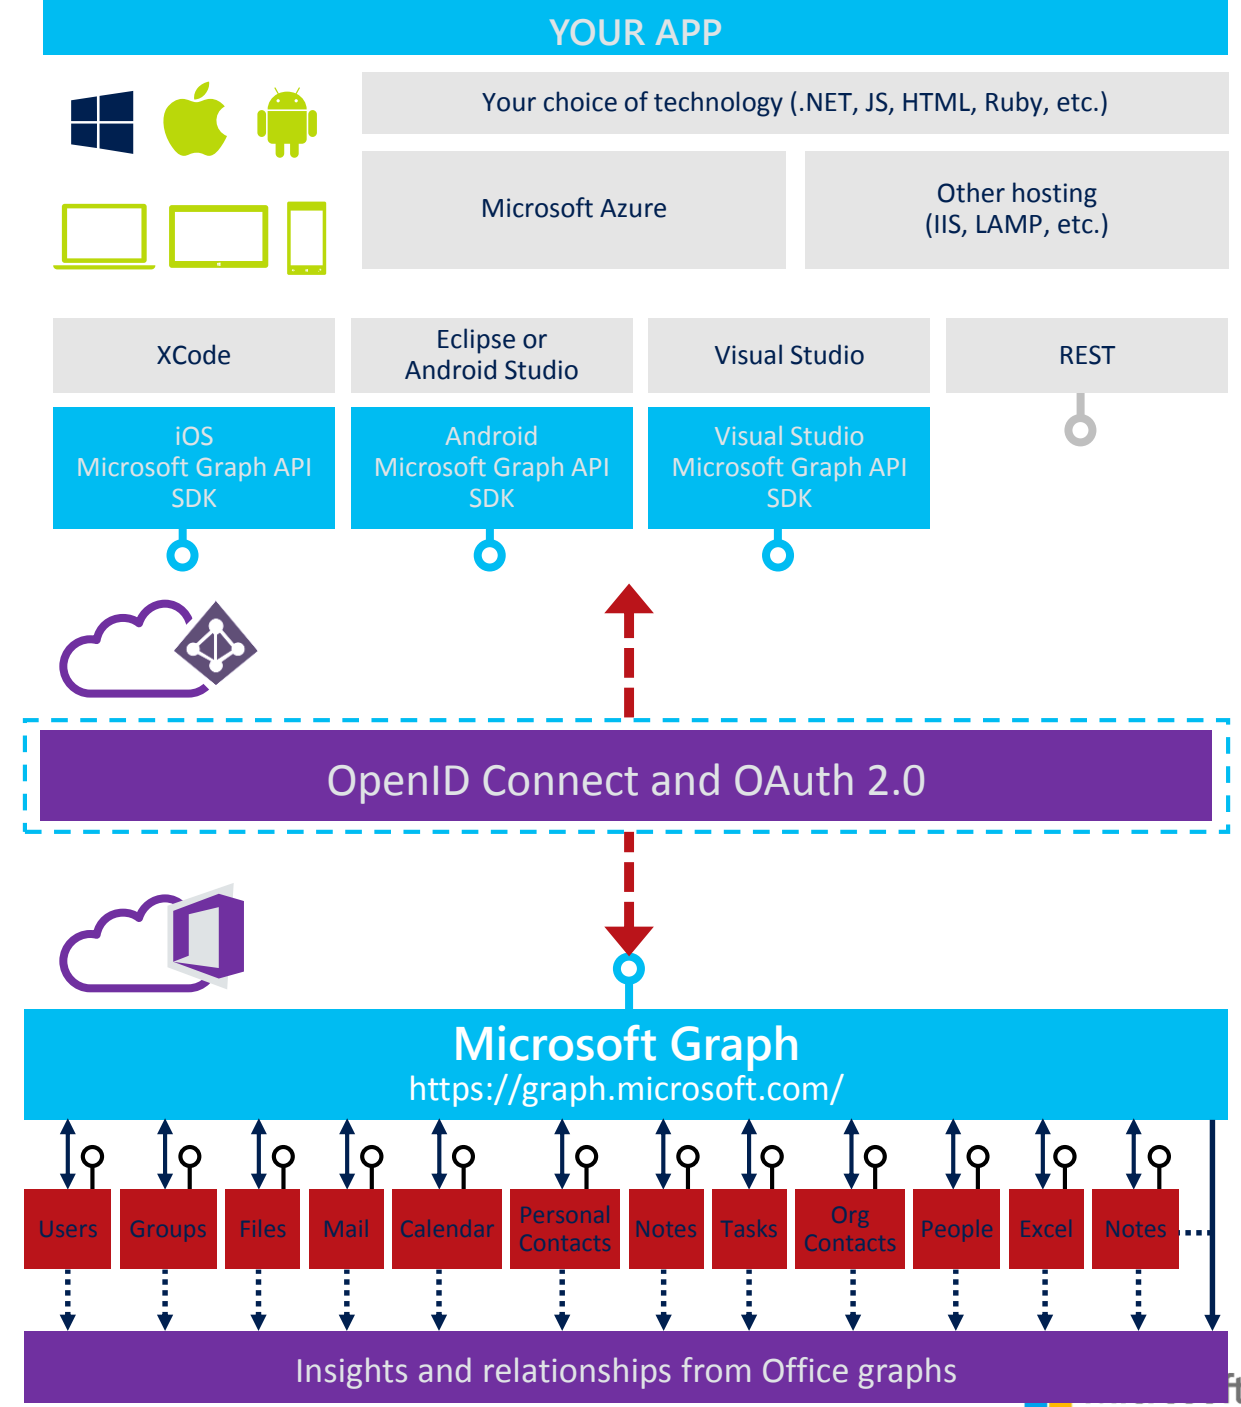 YOUR APP
Your choice of technology (.NET, JS, HTML, Ruby, etc.)
Microsoft Azure
Other hosting
(IIS, LAMP, etc.)
XCode
Eclipse or
Android Studio
Visual Studio
REST
iOS
Microsoft Graph API
SDK
Android
Microsoft Graph API
SDK
Visual Studio
Microsoft Graph API
SDK
OpenID Connect and OAuth 2.0
Microsoft Graph
https://graph.microsoft.com/
Users
Groups
Files
Mail
Calendar
Personal
Contacts
Notes
Tasks
Org
Contacts
People
Excel
Notes
Insights and relationships from Office graphs